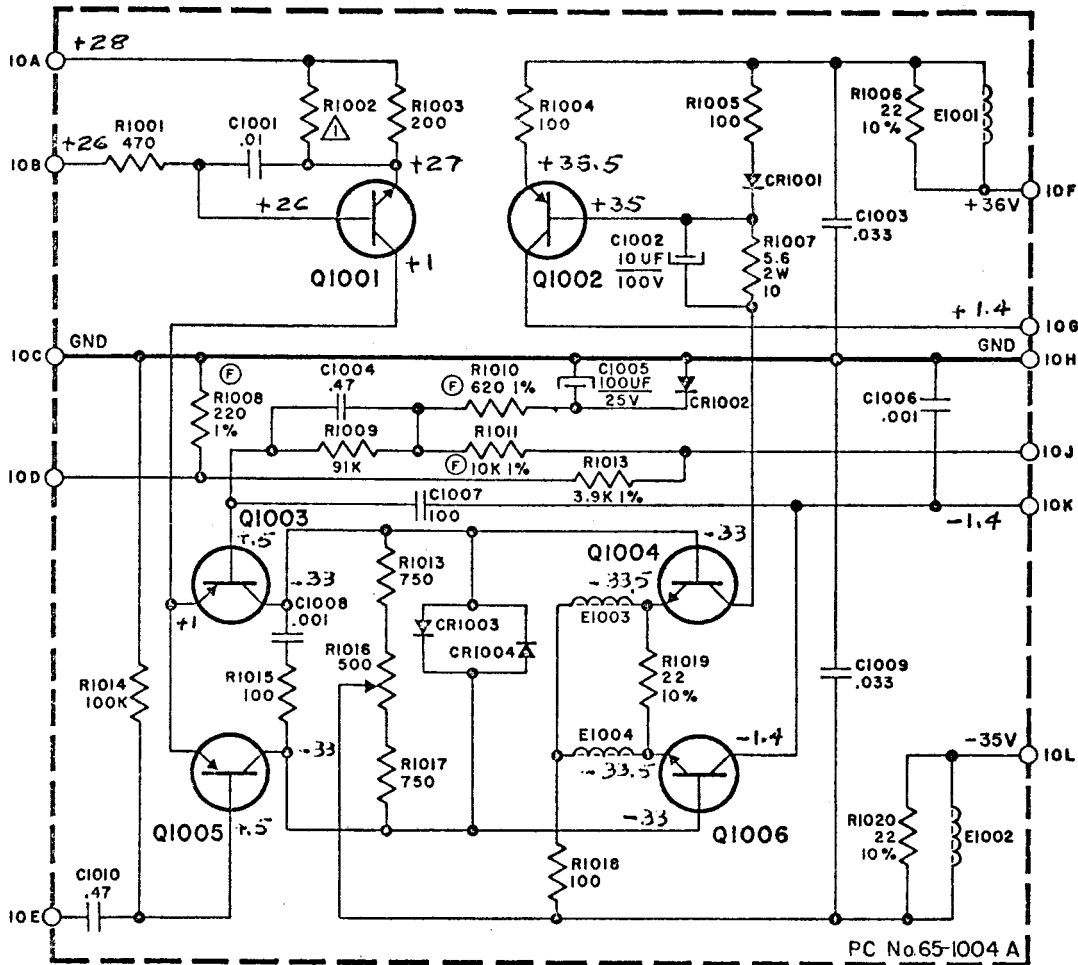 10A
+28
R1001
470
C1001
.01
R1002
1
R1003
200
R1004
100
R1005
100
R1006
22
10%
E1001
10B
+26
+27
+26
+1
Q1001
+35.5
+35
Q1002
CR1001
C1002
10UF
100V
R1007
5.6
2W
10
C1003
.033
10F
+36V
+1.4
10G
10C
GND
GND
10H
F
R1008
220
1%
C1004
.47
R1009
91K
R1010
F 620 1%
C1005
100UF
25V
CR1002
C1006
.001
R1011
F 10K 1%
10J
10D
R1013
3.9K 1%
C1007
100
10K
-1.4
Q1003
+.5
-33
+1
C1008
.001
R1013
750
Q1004
-33
-33.5
E1003
CR1003
CR1004
R1016
500
R1019
22
10%
R1014
100K
R1015
100
C1009
.033
E1004
-33.5
-1.4
-33
R1017
750
-35V
10L
Q1005
+.5
-33
Q1006
R1018
100
R1020
22
10%
E1002
C1010
.47
10E
PC No.65-1004 A